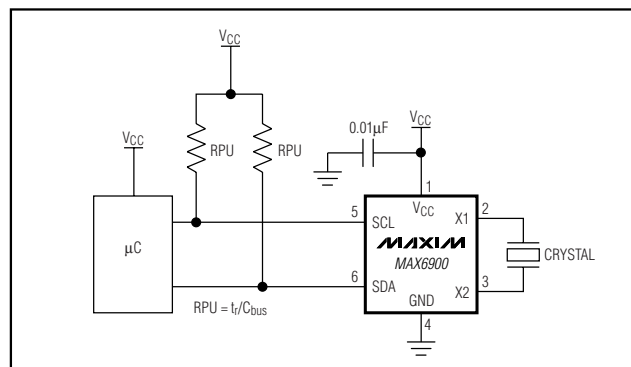 VCC
VCC
VCC
0.01µF
RPU
RPU
1
VCC
5
SCL
X1
2
µC
MAXIM
MAX6900
CRYSTAL
6
SDA
X2
3
GND
RPU = tr/Cbus
4